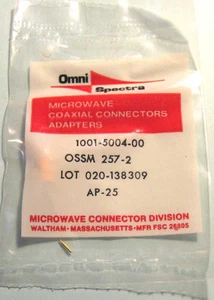 Omni
Spectra
MICROWAVE
COAXIAL CONNECTORS
ADAPTERS
1001-5004-00
OSSM 257-2
LOT 020-138309
AP-25
MICROWAVE CONNECTOR DIVISION
WALTHAM-MASSACHUSETTS-MFR FSC 26805